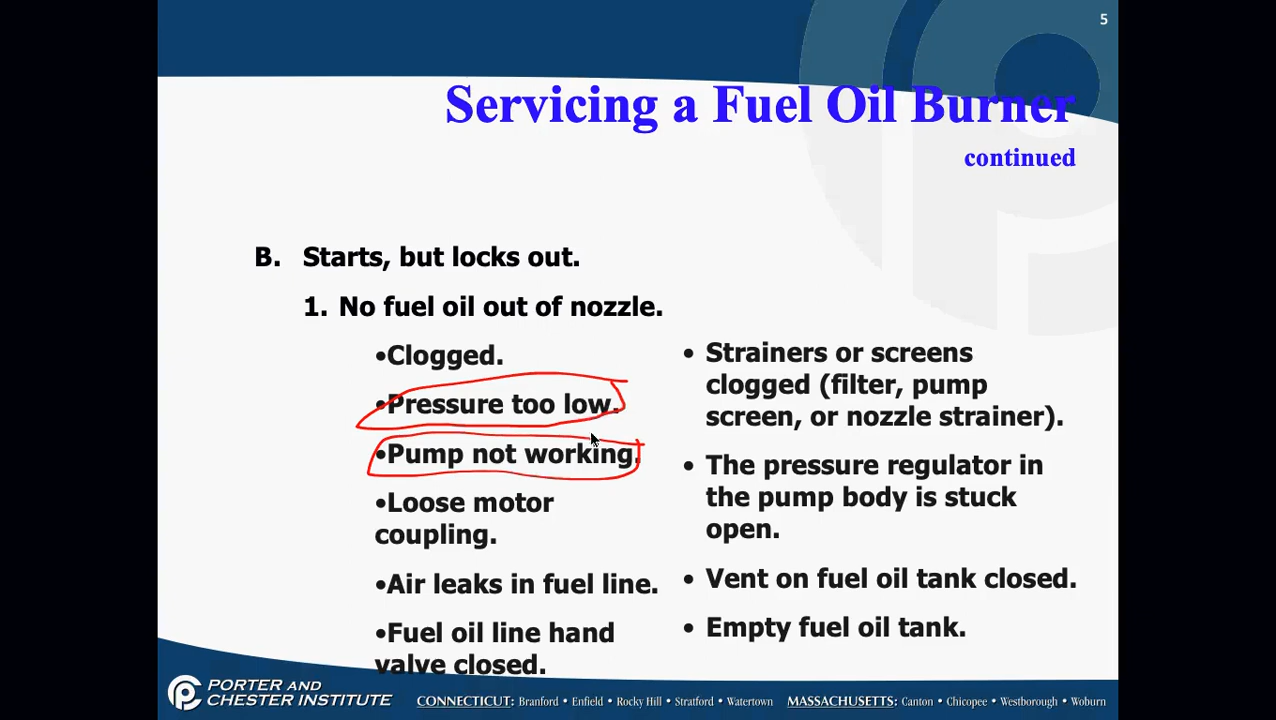 5
Servicing a Fuel Oil Burner
continued
B. Starts, but locks out.
1. No fuel oil out of nozzle.
•Clogged.
•Pressure too low.
•Pump not working.
•Loose motor
coupling.
•Air leaks in fuel line.
•Fuel oil line hand
valve closed.
• Strainers or screens
clogged (filter, pump
screen, or nozzle strainer).
• The pressure regulator in
the pump body is stuck
open.
• Vent on fuel oil tank closed.
• Empty fuel oil tank.
PORTER AND
CHESTER INSTITUTE
CONNECTICUT: Branford • Enfield • Rocky Hill • Stratford • Watertown MASSACHUSETTS: Canton • Chicopee • Westborough • Woburn